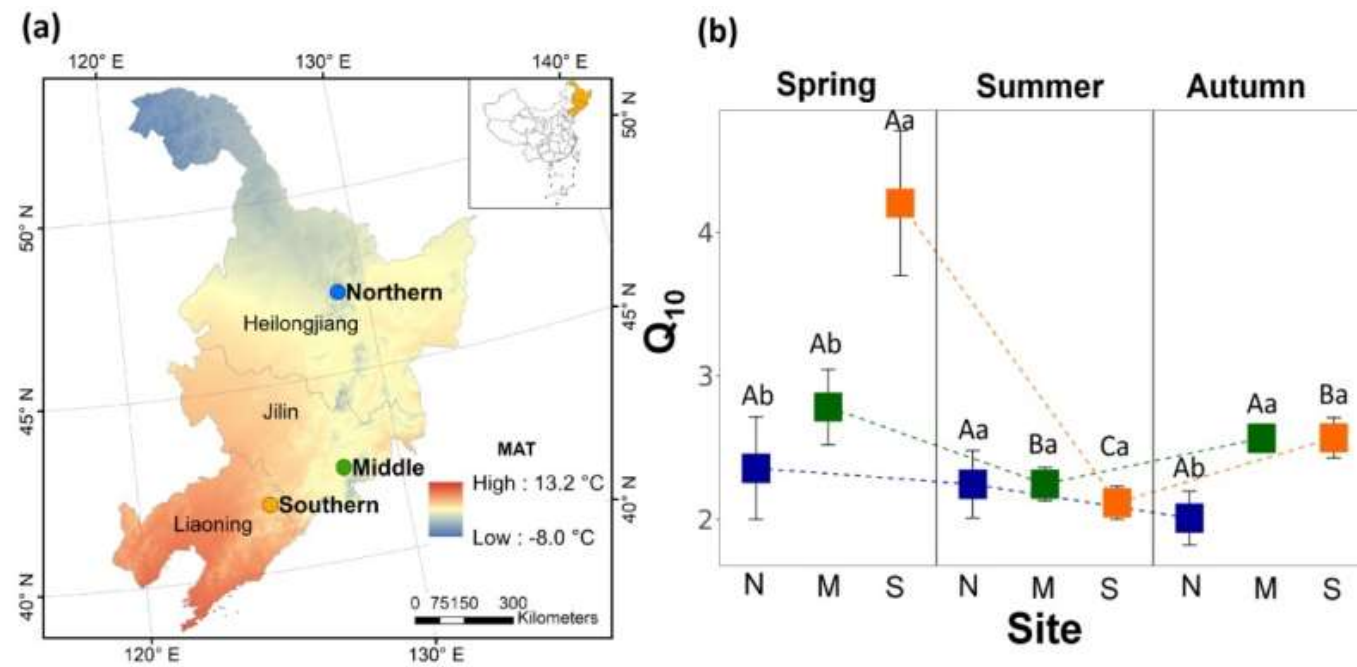 (a)
120° E 130° E 140° E
50° N
50° N
45° N
45° N
40° N
40° N
Northern
Heilongjiang
Jilin
Middle
Southern
Liaoning
MAT
High : 13.2 °C
Low : -8.0 °C
0 75150 300
Kilometers
120° E 130° E
(b)
Spring Summer Autumn
Q10
4
3
2
Ab Ab Aa
Aa Ba Ca
Ab Aa Ba
N M S N M S N M S
Site